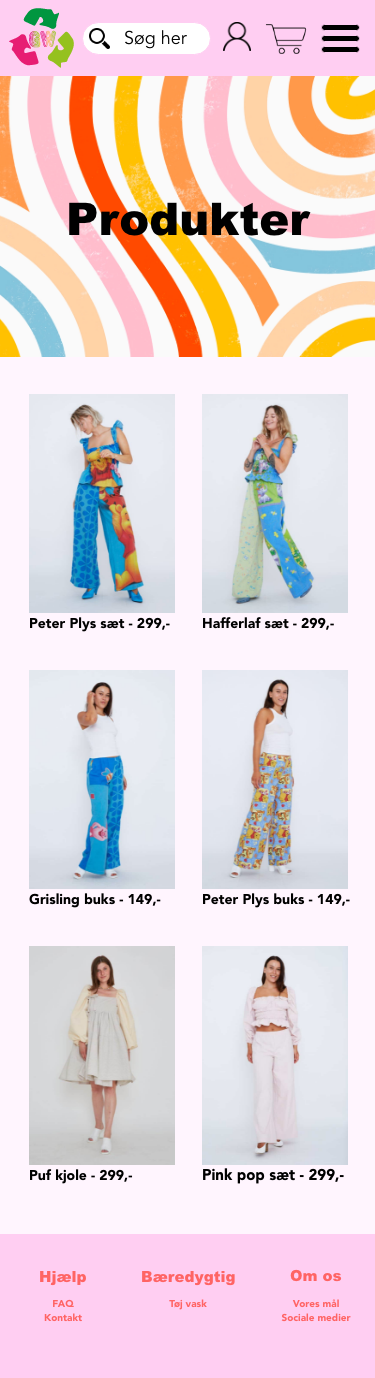 Søg her
Produkter
Peter Plys sæt - 299,-
Hafferlaf sæt - 299,-
Grisling buks - 149,-
Peter Plys buks - 149,-
Puf kjole - 299,-
Pink pop sæt - 299,-
Hjælp
FAQ
Kontakt
Bæredygtig
Tøj vask
Om os
Vores mål
Sociale medier